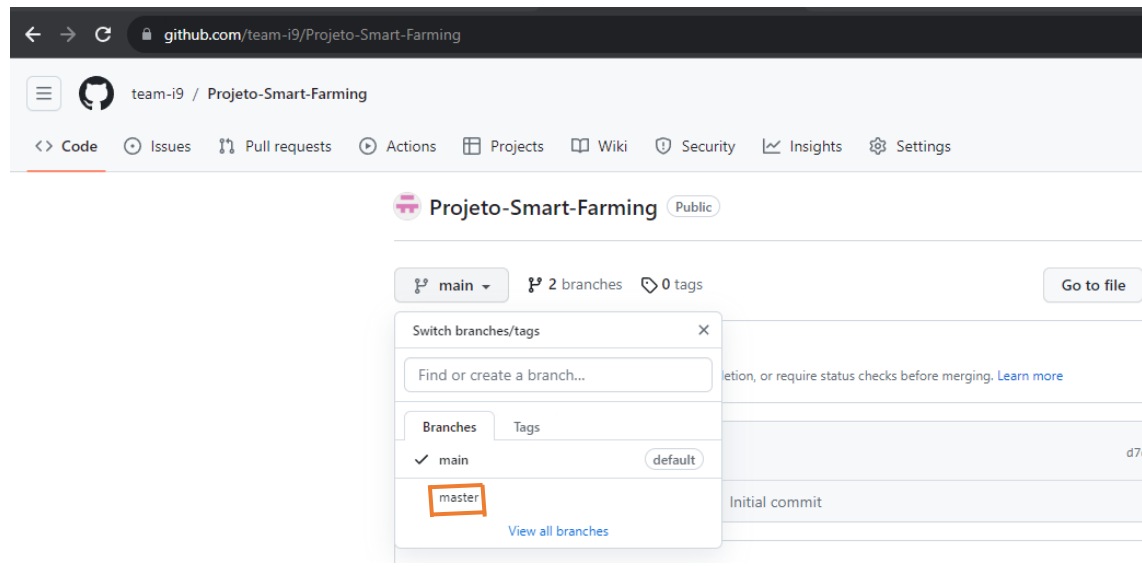 github.com/team-i9/Projeto-Smart-Farming
team-i9 / Projeto-Smart-Farming
<> Code Issues Pull requests Actions Projects Wiki Security Insights Settings
Projeto-Smart-Farming Public
main 2 branches 0 tags Go to file
Switch branches/tags
Find or create a branch...
etion, or require status checks before merging. Learn more
Branches Tags
main default
d7
master Initial commit
View all branches